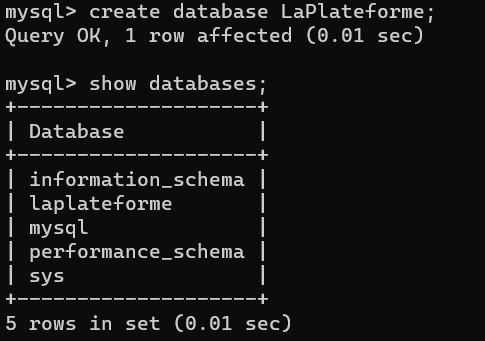 mysql> create database LaPlateforme;
Query OK, 1 row affected (0.01 sec)
mysql> show databases;
+--------------------+
| Database           |
+--------------------+
| information_schema |
| laplateforme       |
| mysql              |
| performance_schema |
| sys                |
+--------------------+
5 rows in set (0.01 sec)